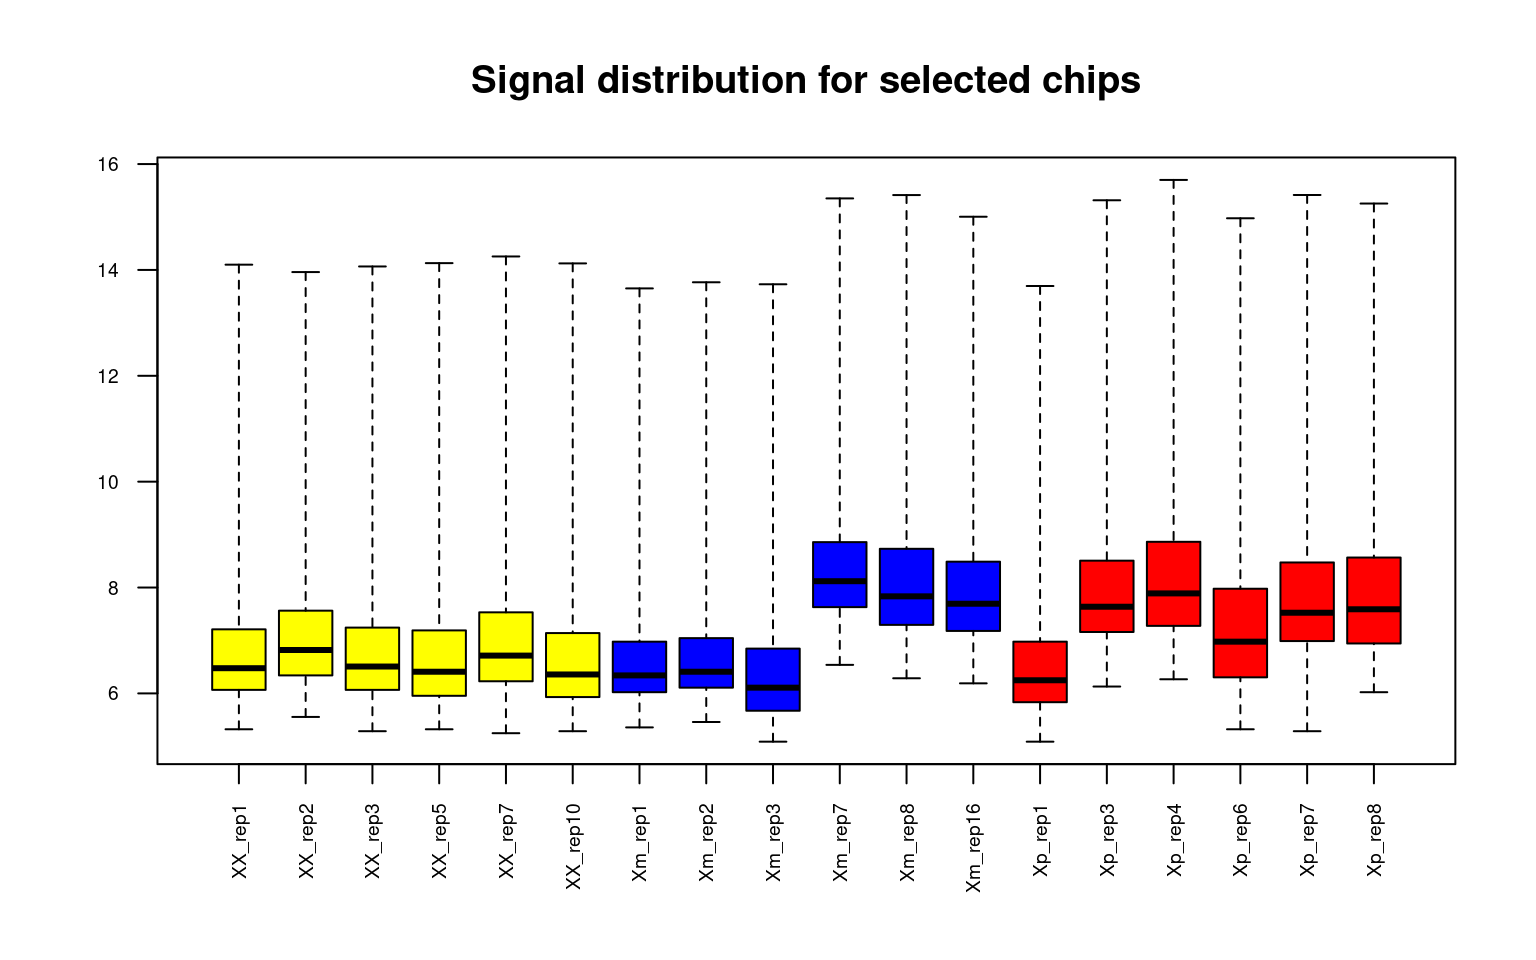 Signal distribution for selected chips
16
14
12
10
8
6
XX_rep1
XX_rep2
XX_rep3
XX_rep5
XX_rep7
XX_rep10
Xm_rep1
Xm_rep2
Xm_rep3
Xm_rep7
Xm_rep8
Xm_rep16
Xp_rep1
Xp_rep3
Xp_rep4
Xp_rep6
Xp_rep7
Xp_rep8